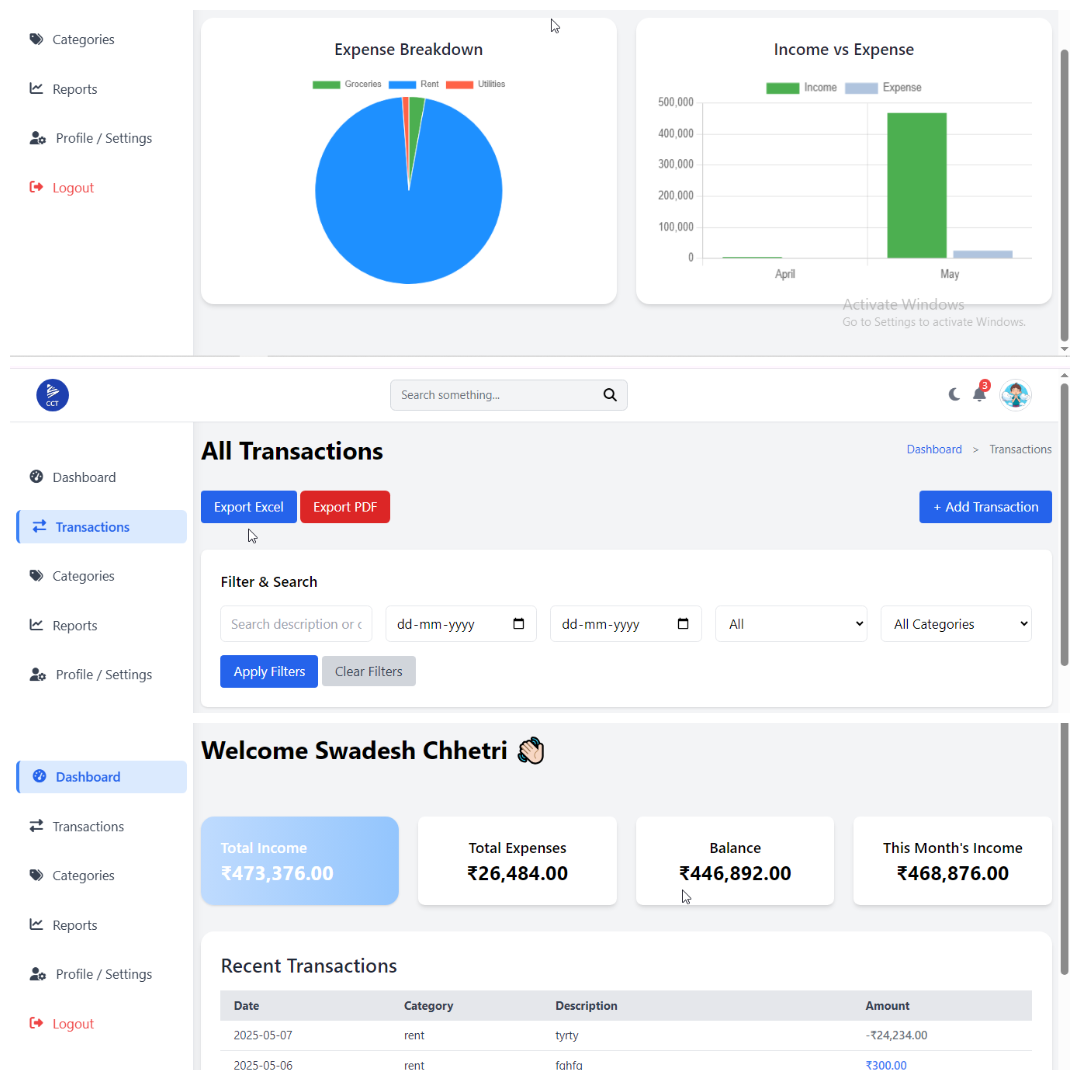 Categories
Reports
Profile / Settings
Logout
Expense Breakdown
Groceries Rent Utilities
Income vs Expense
Income Expense
500,000
400,000
300,000
200,000
100,000
0
April May
Activate Windows
Go to Settings to activate Windows.
CCT
Search something...
3
Dashboard
Transactions
Categories
Reports
Profile / Settings
All Transactions
Dashboard > Transactions
Export Excel Export PDF + Add Transaction
Filter & Search
Search description or c dd-mm-yyyy dd-mm-yyyy All All Categories
Apply Filters Clear Filters
Dashboard
Transactions
Categories
Reports
Profile / Settings
Logout
Welcome Swadesh Chhetri
Total Income
₹473,376.00
Total Expenses
₹26,484.00
Balance
₹446,892.00
This Month's Income
₹468,876.00
Recent Transactions
Date Category Description Amount
2025-05-07 rent tyrty -₹24,234.00
2025-05-06 rent fghfg ₹300.00